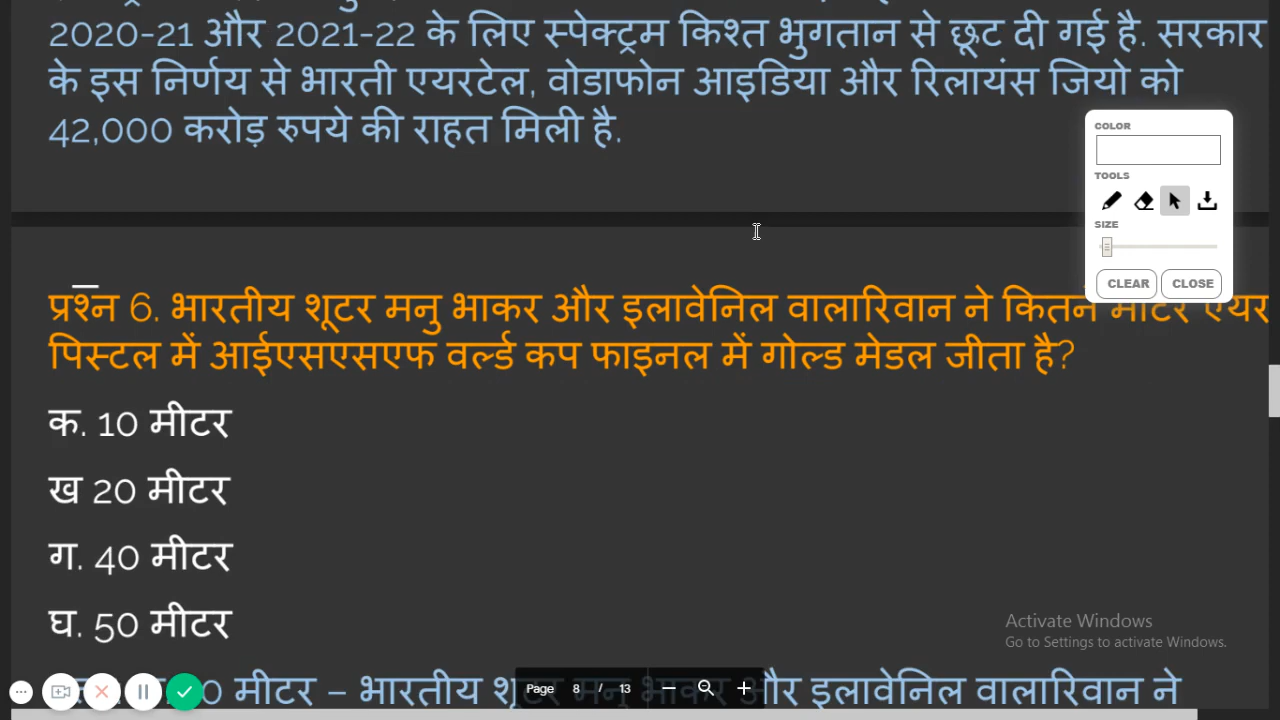 2020-21 और 2021-22 के लिए स्पेक्ट्रम किश्त भुगतान से छूट दी गई है. सरकार
के इस निर्णय से भारती एयरटेल, वोडाफोन आइडिया और रिलायंस जियो को
42,000 करोड़ रुपये की राहत मिली है.
COLOR
TOOLS
SIZE
CLEAR CLOSE
प्रश्न 6. भारतीय शूटर मनु भाकर और इलावेनिल वालारिवान ने कितने मीटर एयर
पिस्टल में आईएसएसएफ वर्ल्ड कप फाइनल में गोल्ड मेडल जीता है?
क. 10 मीटर
ख 20 मीटर
ग. 40 मीटर
घ. 50 मीटर
Activate Windows
Go to Settings to activate Windows.
मीटर – भारतीय शूटर मनु भाकर और इलावेनिल वालारिवान ने
Page 8 / 13